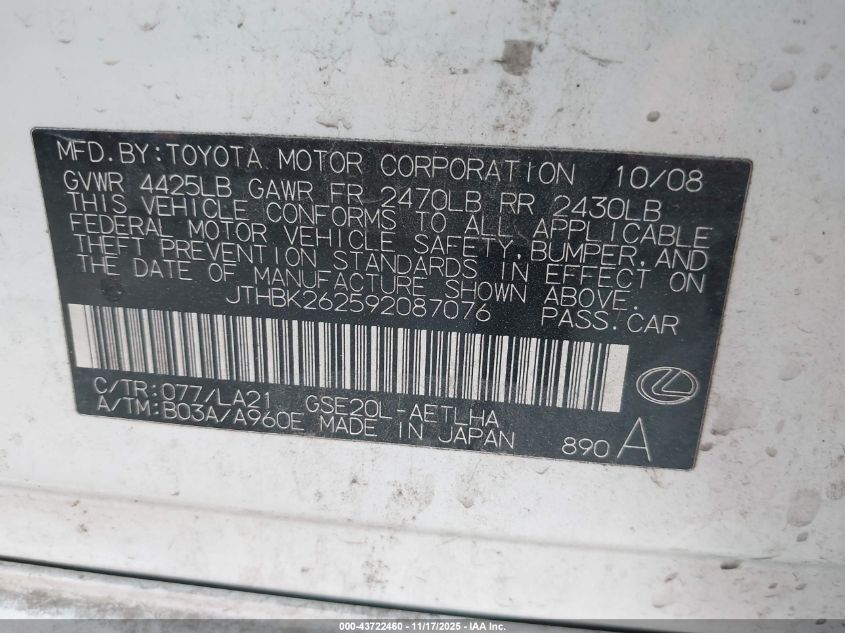 MFD.BY:TOYOTA MOTOR CORPORATION 10/08
GVWR 4425LB GAWR FR 2470LB RR 2430LB
THIS VEHICLE CONFORMS TO ALL APPLICABLE
FEDERAL MOTOR VEHICLE SAFETY,BUMPER,AND
THEFT PREVENTION STANDARDS IN EFFECT ON
THE DATE OF MANUFACTURE SHOWN ABOVE.
JTHBK262592087076 PASS.CAR
C/TR:077/LA21 GSE20L-AETLHA
A/TM:B03A/A960E MADE IN JAPAN 890 A
000-43722460 - 11/17/2025 - © IAA Inc.